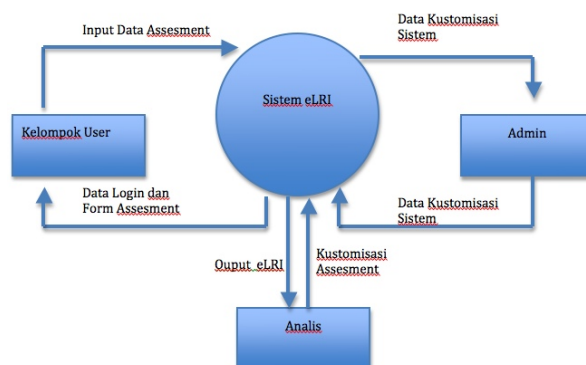 Input Data Assesment
Data Kustomisasi
Sistem
Sistem eLRI
Kelompok User
Admin
Data Login dan
Form Assesment
Data Kustomisasi
Sistem
Ouput eLRI
Kustomisasi
Assesment
Analis